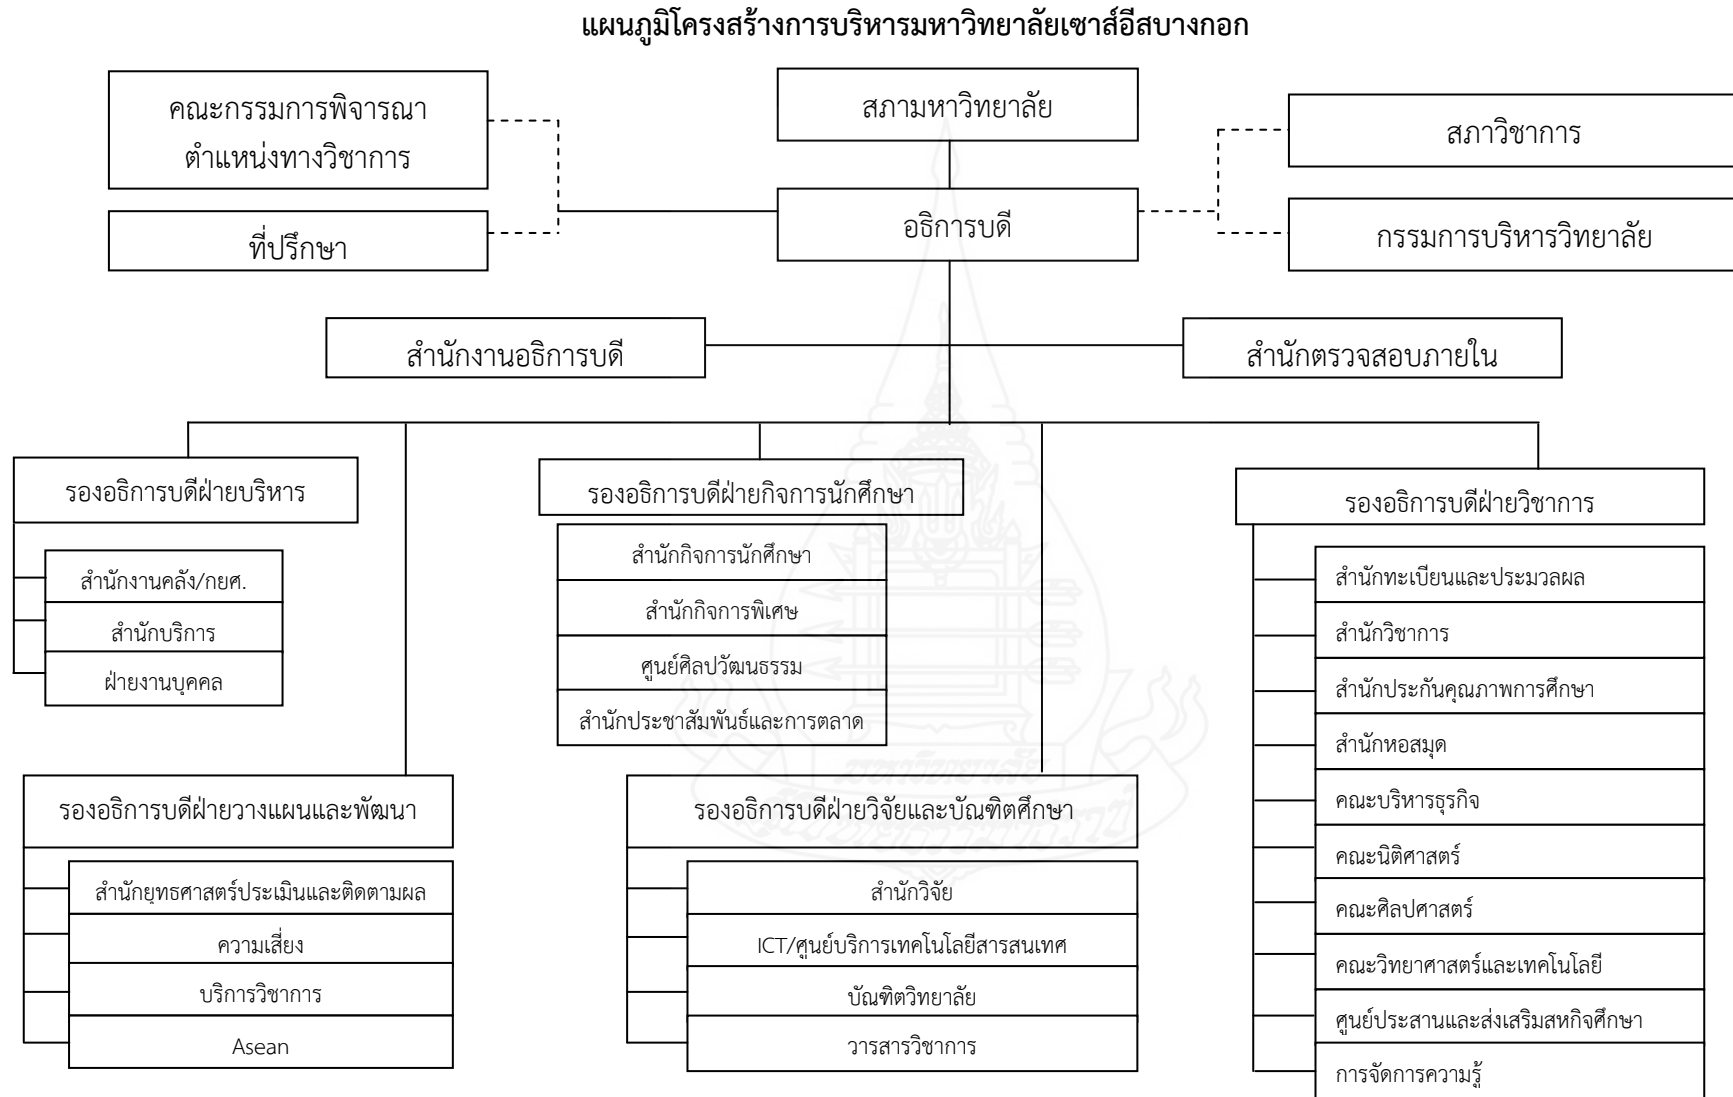 แผนภูมิโครงสร้างการบริหารมหาวิทยาลัยเซาส์อีสบางกอก
คณะกรรมการพิจารณา
ตำแหน่งทางวิชาการ
สภามหาวิทยาลัย
สภาวิชาการ
ที่ปรึกษา
อธิการบดี
กรรมการบริหารวิทยาลัย
สำนักงานอธิการบดี
สำนักตรวจสอบภายใน
รองอธิการบดีฝ่ายบริหาร
สำนักงานคลัง/กยศ.
สำนักบริการ
ฝ่ายงานบุคคล
รองอธิการบดีฝ่ายกิจการนักศึกษา
สำนักกิจการนักศึกษา
สำนักกิจการพิเศษ
ศูนย์ศิลปวัฒนธรรม
สำนักประชาสัมพันธ์และการตลาด
รองอธิการบดีฝ่ายวิชาการ
สำนักทะเบียนและประมวลผล
สำนักวิชาการ
สำนักประกันคุณภาพการศึกษา
สำนักหอสมุด
คณะบริหารธุรกิจ
คณะนิติศาสตร์
คณะศิลปศาสตร์
คณะวิทยาศาสตร์และเทคโนโลยี
ศูนย์ประสานและส่งเสริมสหกิจศึกษา
การจัดการความรู้
รองอธิการบดีฝ่ายวางแผนและพัฒนา
สำนักยุทธศาสตร์ประเมินและติดตามผล
ความเสี่ยง
บริการวิชาการ
Asean
รองอธิการบดีฝ่ายวิจัยและบัณฑิตศึกษา
สำนักวิจัย
ICT/ศูนย์บริการเทคโนโลยีสารสนเทศ
บัณฑิตวิทยาลัย
วารสารวิชาการ
มหาวิทยาลัย
สุโขทัยธรรมาธิราช